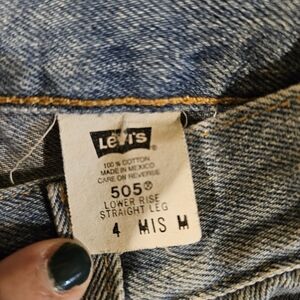 LEVI'S ®
100% COTTON
MADE IN MEXICO
CARE ON REVERSE
505®
LOWER RISE
STRAIGHT LEG
4 MIS M